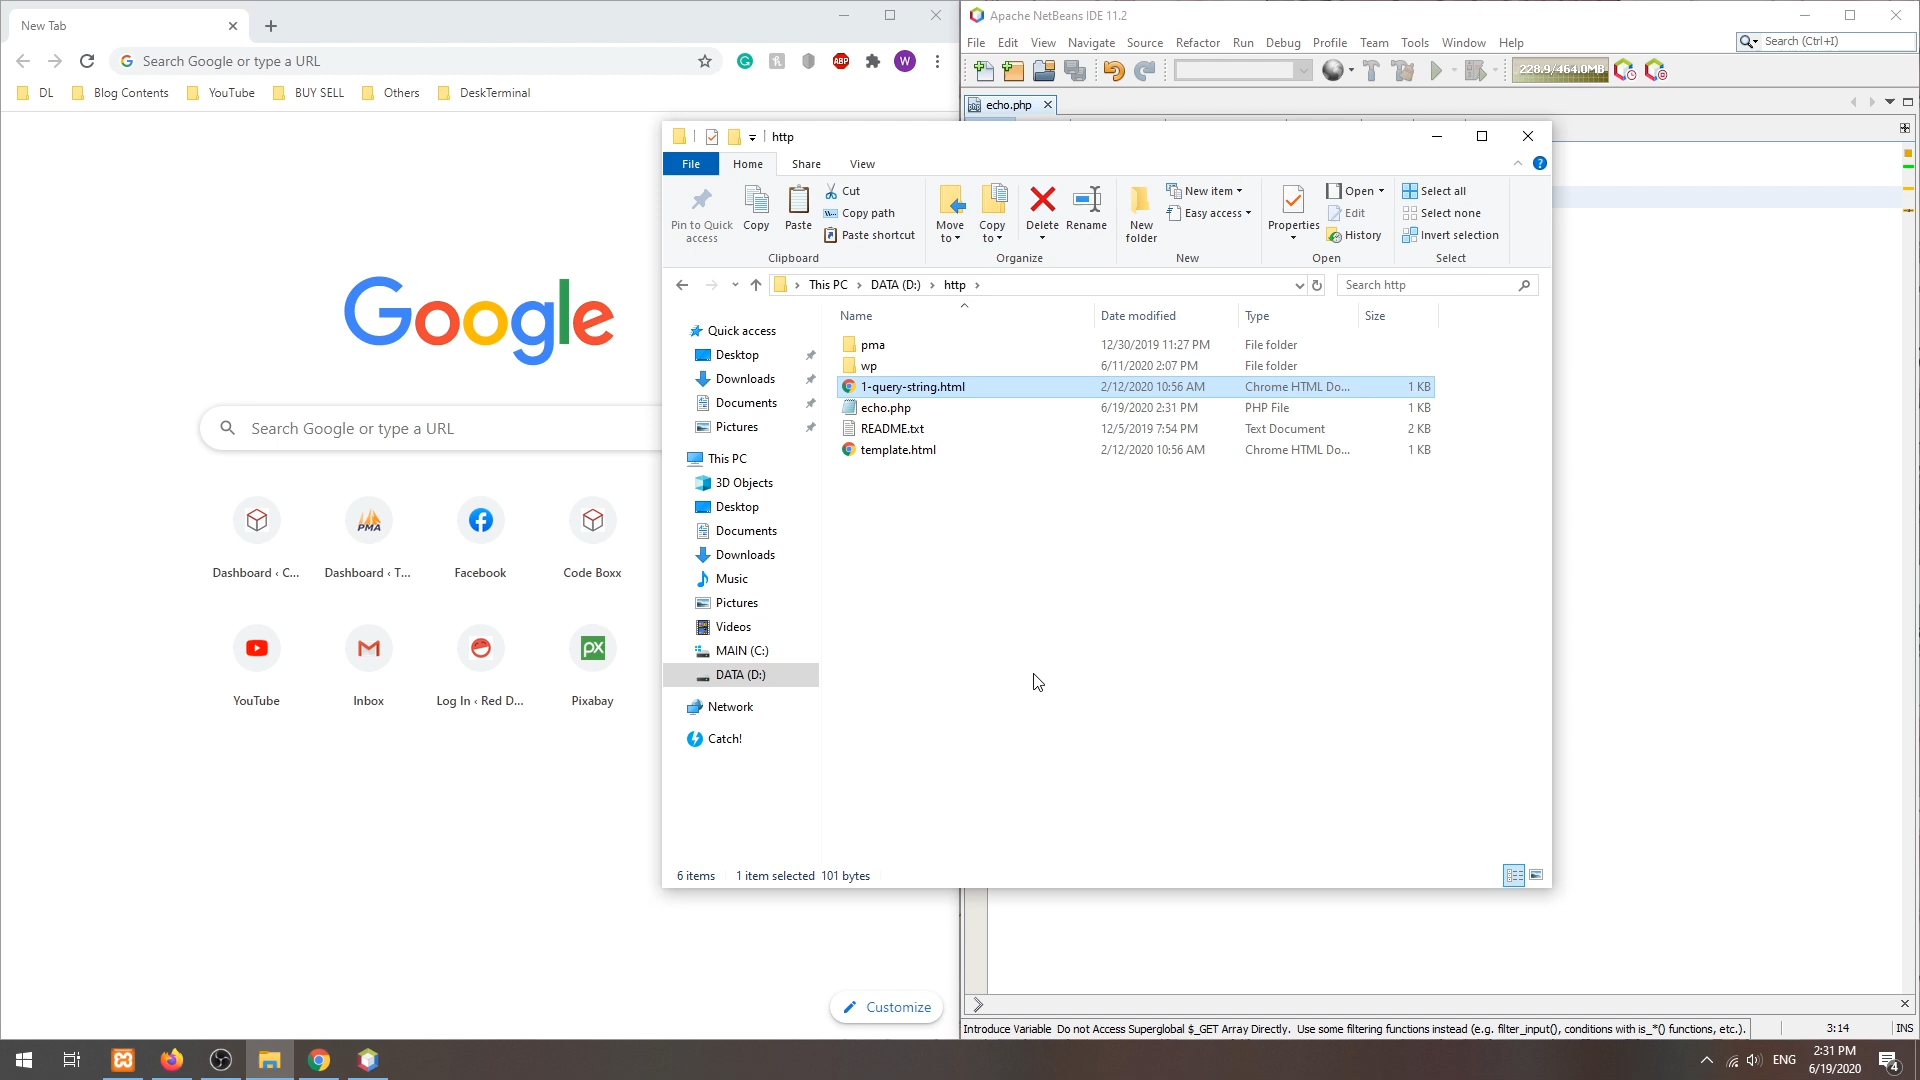 New Tab
Search Google or type a URL
ABP
W
DL
Blog Contents
YouTube
BUY SELL
Others
DeskTerminal
Google
Search Google or type a URL
PMA
Dashboard ‹ C...
Dashboard ‹ T...
Facebook
Code Boxx
px
YouTube
Inbox
Log In ‹ Red D...
Pixabay
Customize
Apache NetBeans IDE 11.2
File Edit View Navigate Source Refactor Run Debug Profile Team Tools Window Help
Search (Ctrl+I)
228.9/464.0MB
echo.php
http
File Home Share View
Pin to Quick access
Copy
Paste
Cut
Copy path
Paste shortcut
Clipboard
Move to
Copy to
Delete
Rename
Organize
New folder
New item
Easy access
New
Properties
Open
Edit
History
Open
Select all
Select none
Invert selection
Select
This PC › DATA (D:) › http ›
Search http
Name Date modified Type Size
Quick access
Desktop
Downloads
Documents
Pictures
This PC
3D Objects
Desktop
Documents
Downloads
Music
Pictures
Videos
MAIN (C:)
DATA (D:)
Network
Catch!
pma 12/30/2019 11:27 PM File folder
wp 6/11/2020 2:07 PM File folder
1-query-string.html 2/12/2020 10:56 AM Chrome HTML Do... 1 KB
echo.php 6/19/2020 2:31 PM PHP File 1 KB
README.txt 12/5/2019 7:54 PM Text Document 2 KB
template.html 2/12/2020 10:56 AM Chrome HTML Do... 1 KB
6 items 1 item selected 101 bytes
Introduce Variable Do not Access Superglobal $_GET Array Directly. Use some filtering functions instead (e.g. filter_input(), conditions with is_*() functions, etc.).
3:14
INS
ENG
2:31 PM
6/19/2020
4